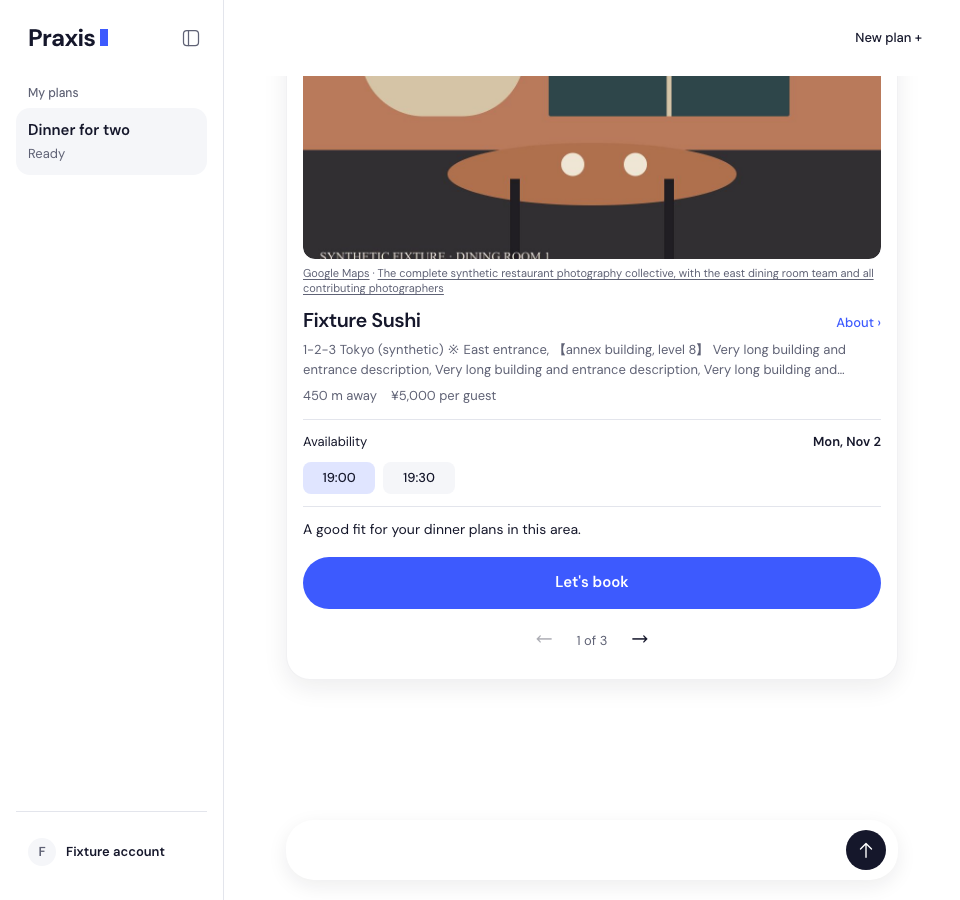 Praxis
New plan +
My plans
Dinner for two
Ready
SYNTHETIC FIXTURE · DINING ROOM 1
Google Maps · The complete synthetic restaurant photography collective, with the east dining room team and all
contributing photographers
Fixture Sushi
About ›
1-2-3 Tokyo (synthetic) ※ East entrance, 【annex building, level 8】 Very long building and
entrance description, Very long building and entrance description, Very long building and…
450 m away ¥5,000 per guest
Availability
Mon, Nov 2
19:00 19:30
A good fit for your dinner plans in this area.
Let's book
← 1 of 3 →
F Fixture account